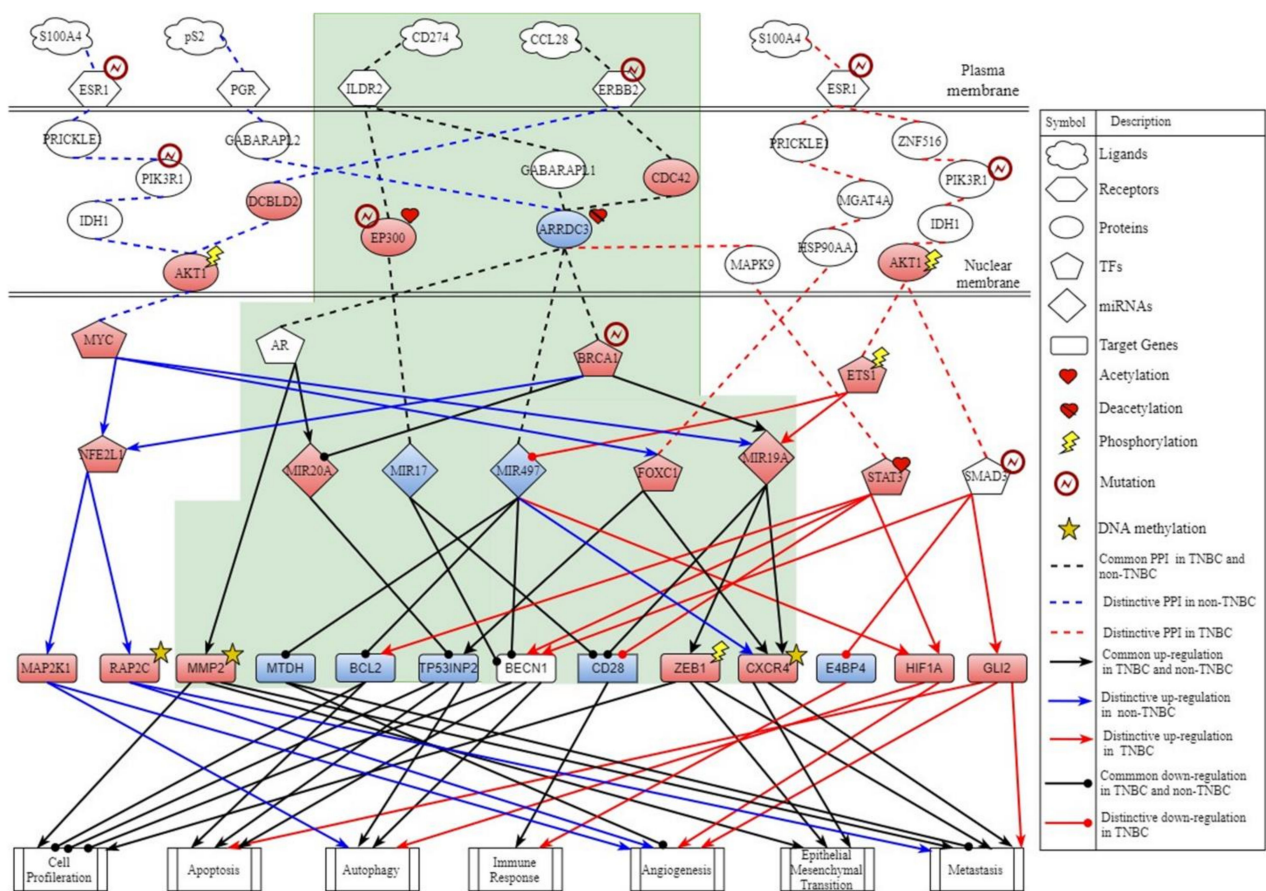 S100A4
pS2
CD274
CCL28
S100A4
ESR1
PGR
ILDR2
ERBB2
ESR1
Plasma
membrane
PRICKLE1
GABARAPL2
PRICKLE1
ZNF516
PIK3R1
GABARAPL1
CDC42
PIK3R1
DCBLD2
MGAT4A
IDH1
EP300
ARRDC3
IDH1
HSP90AA1
AKT1
MAPK9
AKT1
Nuclear
membrane
MYC
AR
BRCA1
ETS1
NFE2L1
MIR20A
MIR17
MIR497
FOXC1
MIR19A
STAT3
SMAD3
MAP2K1
RAP2C
MMP2
MTDH
BCL2
TP53INP2
BECN1
CD28
ZEB1
CXCR4
E4BP4
HIF1A
GLI2
Cell
Profileration
Apoptosis
Autophagy
Immune
Response
Angiogenesis
Epithelial
Mesenchymal
Transition
Metastasis
Symbol
Description
Ligands
Receptors
Proteins
TFs
miRNAs
Target Genes
Acetylation
Deacetylation
Phosphorylation
Mutation
DNA methylation
Common PPI in TNBC and
non-TNBC
Distinctive PPI in non-TNBC
Distinctive PPI in TNBC
Common up-regulation
in TNBC and non-TNBC
Distinctive up-regulation
in non-TNBC
Distinctive up-regulation
in TNBC
Commmon down-regulation
in TNBC and non-TNBC
Distinctive down-regulation
in TNBC